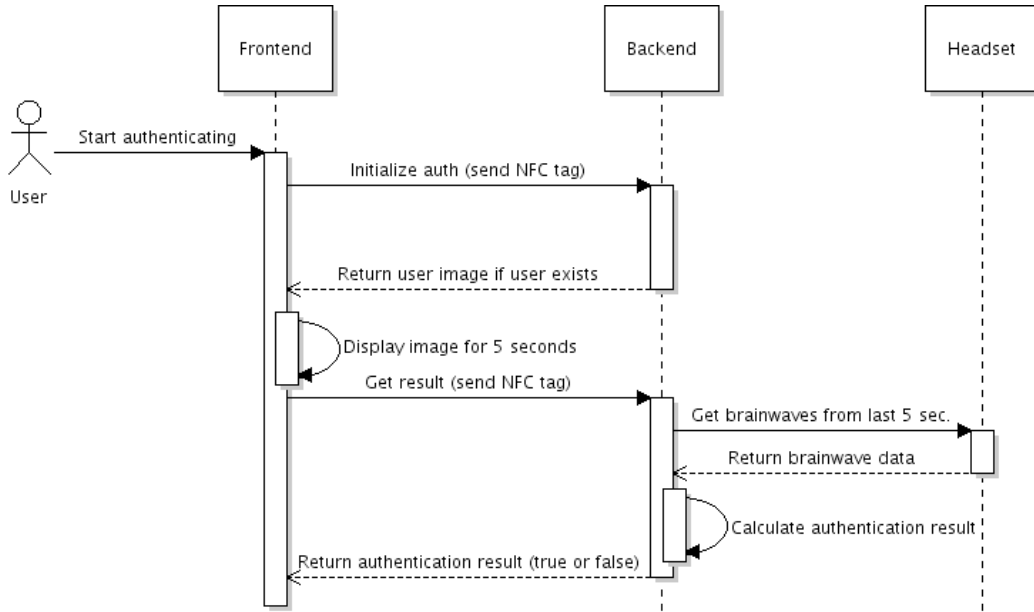 Frontend
Backend
Headset
Start authenticating
User
Initialize auth (send NFC tag)
Return user image if user exists
Display image for 5 seconds
Get result (send NFC tag)
Get brainwaves from last 5 sec.
Return brainwave data
Calculate authentication result
Return authentication result (true or false)